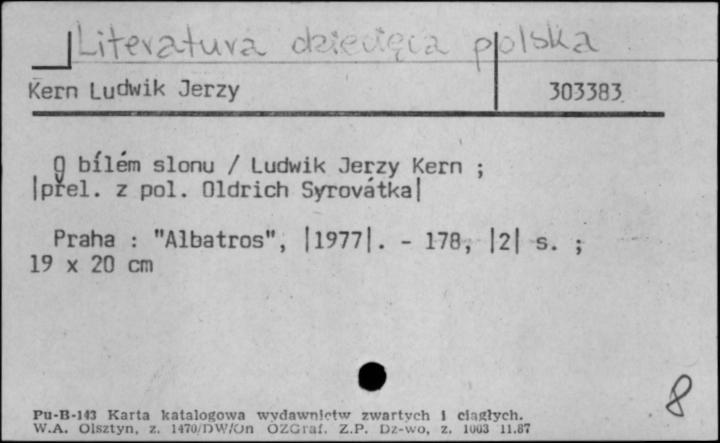 Literatura dziecięca polska
Kern Ludwik Jerzy 303383
O bílém slonu / Ludwik Jerzy Kern ;
|přel. z pol. Oldrich Syrovátka|
Praha : "Albatros", |1977|. - 178, |2| s. ;
19 x 20 cm
8
Pu-B-143 Karta katalogowa wydawnictw zwartych i ciągłych.
W.A. Olsztyn, z. 1470/DW/On OZGraf. Z.P. Dz-wo, z. 1003 11.87